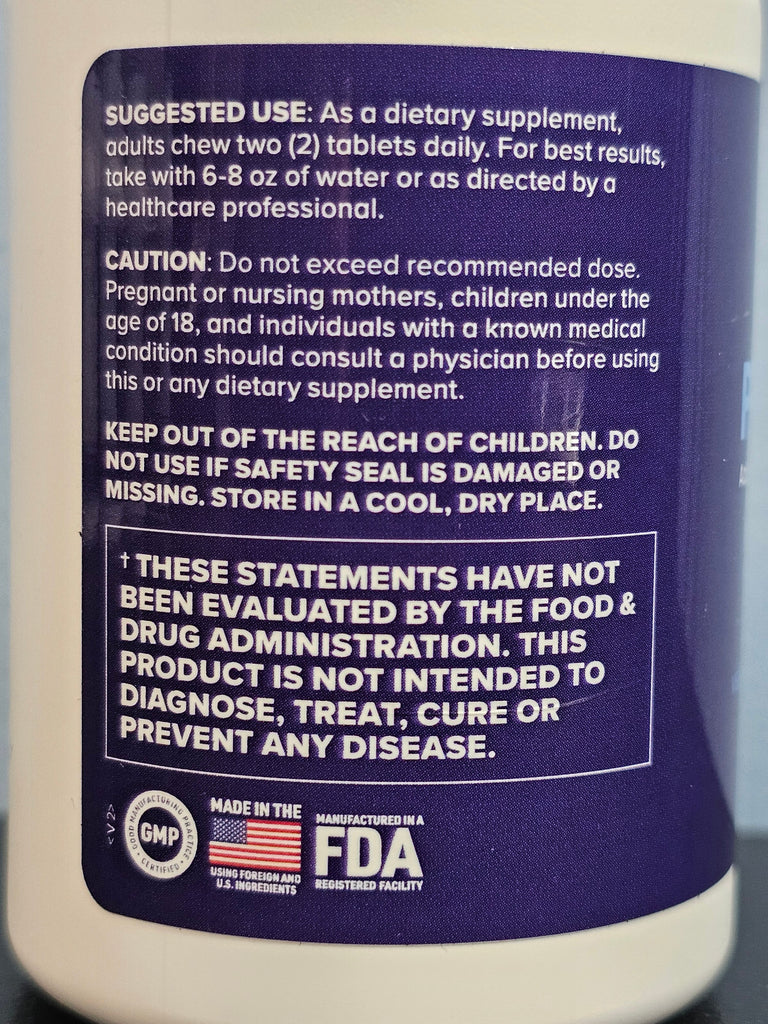 SUGGESTED USE: As a dietary supplement,
adults chew two (2) tablets daily. For best results,
take with 6-8 oz of water or as directed by a
healthcare professional.
CAUTION: Do not exceed recommended dose.
Pregnant or nursing mothers, children under the
age of 18, and individuals with a known medical
condition should consult a physician before using
this or any dietary supplement.
KEEP OUT OF THE REACH OF CHILDREN. DO
NOT USE IF SAFETY SEAL IS DAMAGED OR
MISSING. STORE IN A COOL, DRY PLACE.
† THESE STATEMENTS HAVE NOT
BEEN EVALUATED BY THE FOOD &
DRUG ADMINISTRATION. THIS
PRODUCT IS NOT INTENDED TO
DIAGNOSE, TREAT, CURE OR
PREVENT ANY DISEASE.
<V2>
GOOD MANUFACTURING PRACTICE
GMP
• CERTIFIED •
MADE IN THE
USING FOREIGN AND
U.S. INGREDIENTS
MANUFACTURED IN A
FDA
REGISTERED FACILITY